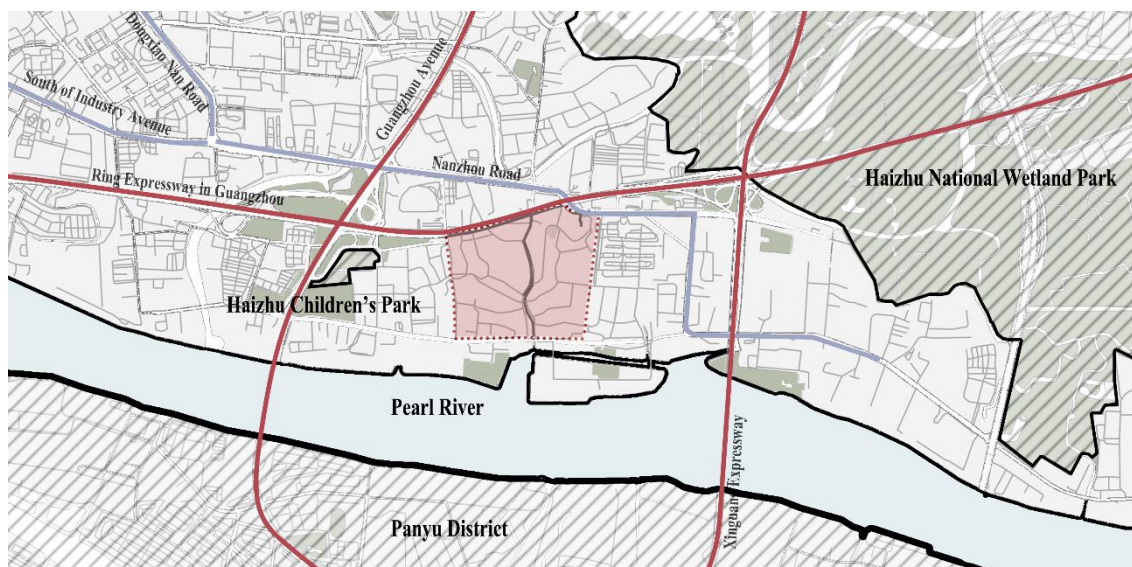 Dongxiao Nan Road
Guangzhou Avenue
South of Industry Avenue
Nanzhou Road
Ring Expressway in Guangzhou
Haizhu National Wetland Park
Haizhu Children's Park
Pearl River
Xinguang Expressway
Panyu District